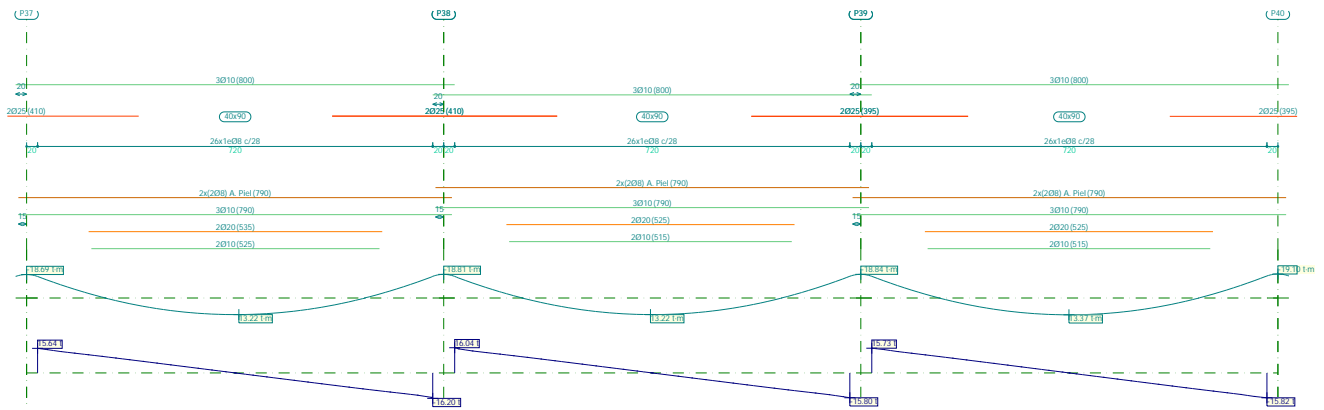 P37 P38 P39 P40
3Ø10(800) 3Ø10(800)
20 20
3Ø10(800)
20
2Ø25(410) 40x90 2Ø25(410) 40x90 2Ø25(395) 40x90 2Ø25(395)
26x1eØ8 c/28 26x1eØ8 c/28 26x1eØ8 c/28
20 720 20 20 720 20 20 720 20
2x(2Ø8) A. Piel (790)
2x(2Ø8) A. Piel (790) 2x(2Ø8) A. Piel (790)
3Ø10(790)
3Ø10(790) 3Ø10(790)
15 15 15
2Ø20(525)
2Ø20(535) 2Ø20(525)
2Ø10(515)
2Ø10(525) 2Ø10(515)
-18.69 t·m -18.81 t·m -18.84 t·m -19.10 t·m
13.22 t·m 13.22 t·m 13.37 t·m
15.64 t 16.04 t 15.73 t
-16.20 t -15.80 t -15.82 t